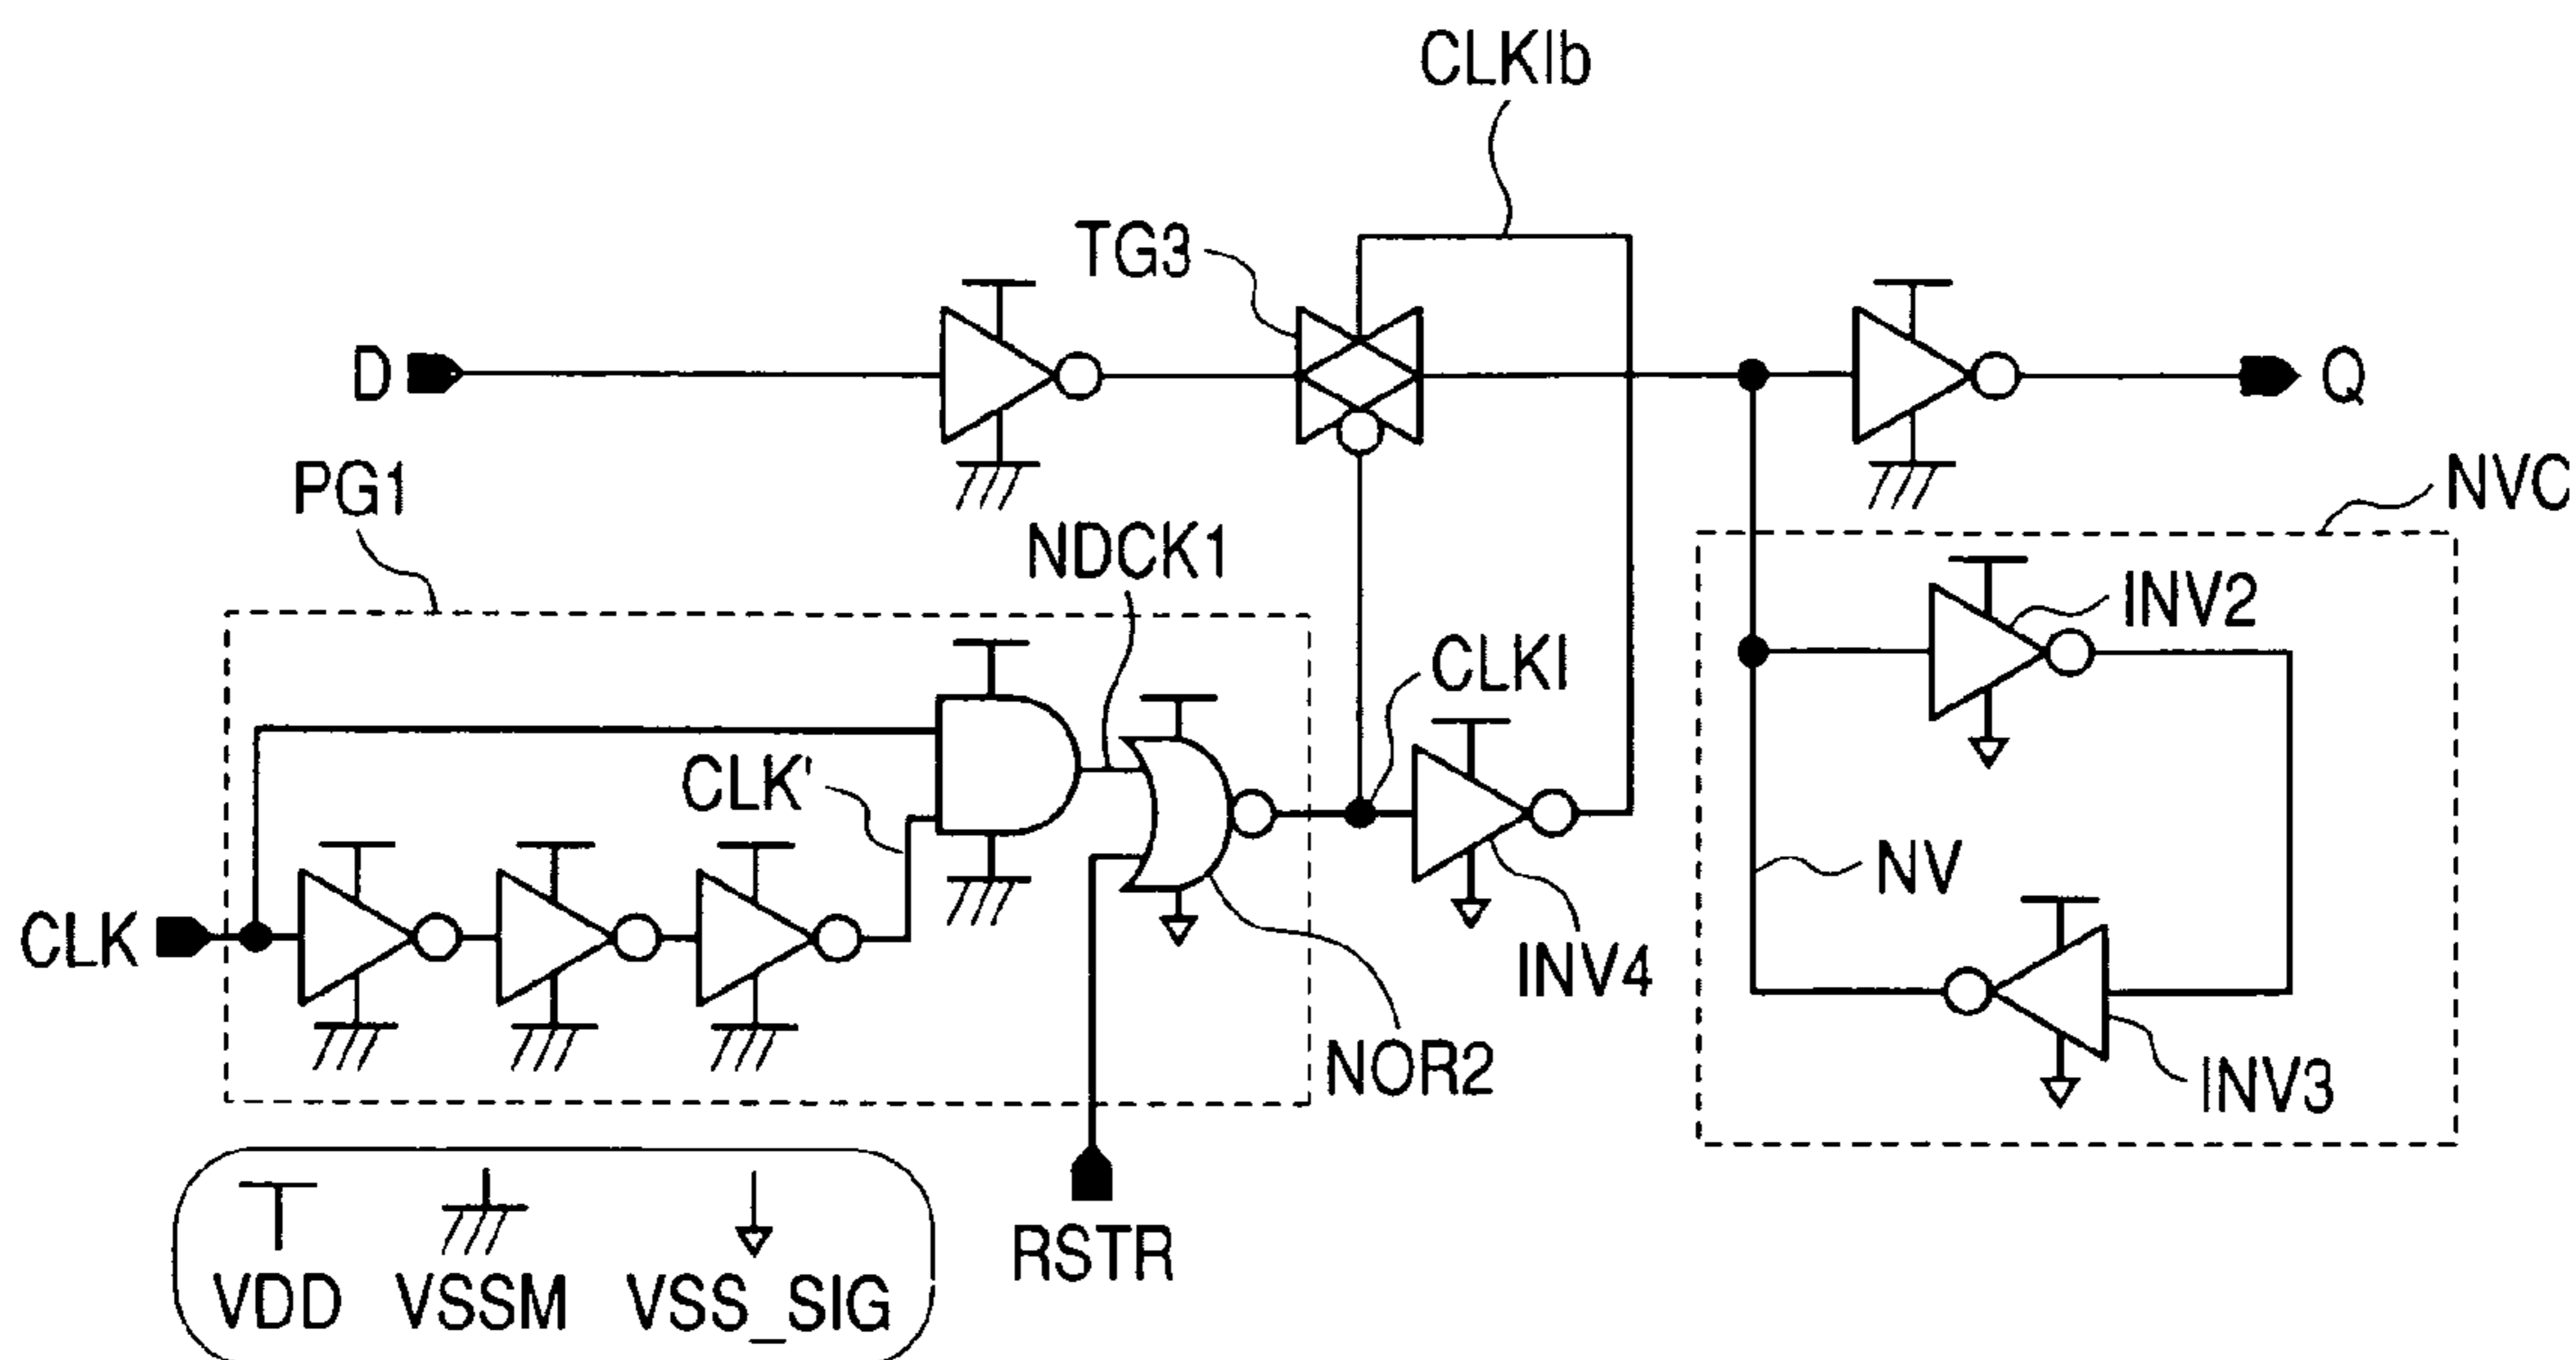 CLKIb
TG3
D
Q
PG1
NVC
NDCK1
INV2
CLKI
CLK'
NV
CLK
INV4
NOR2
INV3
RSTR
VDD
VSSM
VSS_SIG